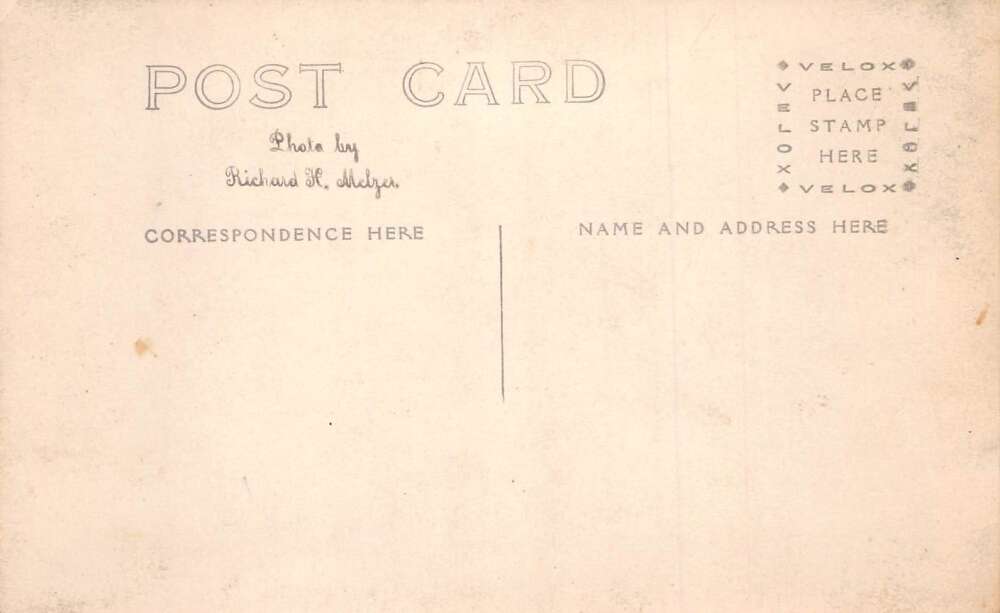 POST CARD
Photo by
Richard H. Melzer.
CORRESPONDENCE HERE
NAME AND ADDRESS HERE
VELOX
VELOX
PLACE
STAMP
HERE
VELOX
VELOX